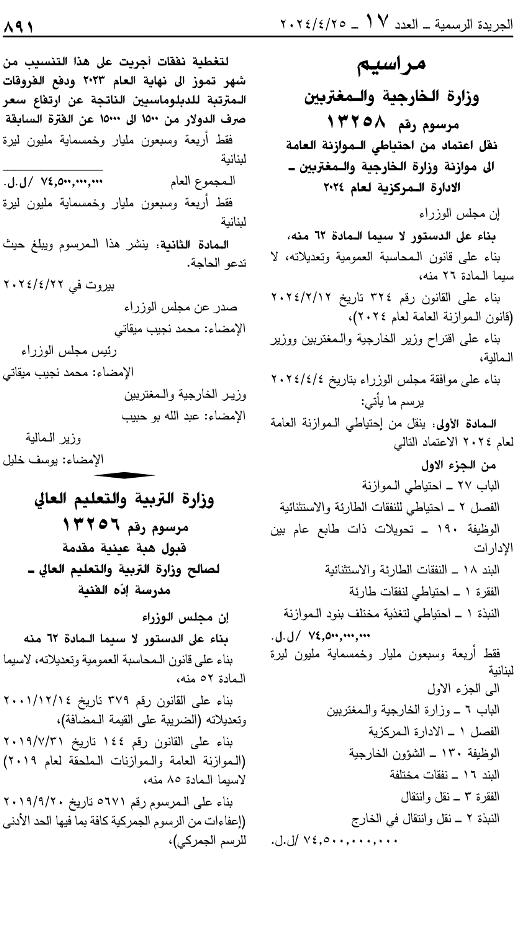 الجريدة الرسمية ــ العدد ١٧ ــ ٢٠٢٤/٤/٢٥
٨٩١
مراسيم
وزارة الخارجية والمغتربين
مرسوم رقم ١٣٢٥٨
نقل اعتماد من احتياطي الموازنة العامة
الى موازنة وزارة الخارجية والمغتربين ــ
الادارة المركزية لعام ٢٠٢٤
إن مجلس الوزراء
بناء على الدستور لا سيما المادة ٦٢ منه،
بناء على قانون المحاسبة العمومية وتعديلاته، لا
سيما المادة ٢٦ منه،
بناء على القانون رقم ٣٢٤ تاريخ ٢٠٢٤/٢/١٢
(قانون الموازنة العامة لعام ٢٠٢٤)،
بناء على اقتراح وزير الخارجية والمغتربين ووزير
المالية،
بناء على موافقة مجلس الوزراء بتاريخ ٢٠٢٤/٤/٤
يرسم ما يأتي:
المادة الأولى: ينقل من إحتياطي الموازنة العامة
لعام ٢٠٢٤ الاعتماد التالي
من الجزء الاول
الباب ٢٧ ــ احتياطي الموازنة
الفصل ٢ ــ احتياطي للنفقات الطارئة والاستثنائية
الوظيفة ١٩٠ ــ تحويلات ذات طابع عام بين
الإدارات
البند ١٨ ــ النفقات الطارئة والاستثنائية
الفقرة ١ ــ احتياطي لنفقات طارئة
النبذة ١ ــ احتياطي لتغذية مختلف بنود الموازنة
٧٤,٥٠٠,٠٠٠,٠٠٠ /ل.ل.
فقط أربعة وسبعون مليار وخمسماية مليون ليرة
لبنانية
الى الجزء الاول
الباب ٦ ــ وزارة الخارجية والمغتربين
الفصل ١ ــ الادارة المركزية
الوظيفة ١٣٠ ــ الشؤون الخارجية
البند ١٦ ــ نفقات مختلفة
الفقرة ٣ ــ نقل وانتقال
النبذة ٢ ــ نقل وانتقال في الخارج
٧٤,٥٠٠,٠٠٠,٠٠٠ /ل.ل.
لتغطية نفقات أجريت على هذا التنسيب من
شهر تموز الى نهاية العام ٢٠٢٣ ودفع الفروقات
المترتبة للدبلوماسيين الناتجة عن ارتفاع سعر
صرف الدولار من ١٥٠٠ الى ١٥٠٠٠ عن الفترة السابقة
فقط أربعة وسبعون مليار وخمسماية مليون ليرة
لبنانية
المجموع العام ٧٤,٥٠٠,٠٠٠,٠٠٠ /ل.ل.
فقط أربعة وسبعون مليار وخمسماية مليون ليرة
لبنانية
المادة الثانية: ينشر هذا المرسوم ويبلغ حيث
تدعو الحاجة.
بيروت في ٢٠٢٤/٤/٢٢
صدر عن مجلس الوزراء
الإمضاء: محمد نجيب ميقاتي
رئيس مجلس الوزراء
الإمضاء: محمد نجيب ميقاتي
وزير الخارجية والمغتربين
الإمضاء: عبد الله بو حبيب
وزير المالية
الإمضاء: يوسف خليل
وزارة التربية والتعليم العالي
مرسوم رقم ١٣٢٥٦
قبول هبة عينية مقدمة
لصالح وزارة التربية والتعليم العالي ــ
مدرسة إدّه الفنية
إن مجلس الوزراء
بناء على الدستور لا سيما المادة ٦٢ منه
بناء على قانون المحاسبة العمومية وتعديلاته، لاسيما
المادة ٥٢ منه،
بناء على القانون رقم ٣٧٩ تاريخ ٢٠٠١/١٢/١٤
وتعديلاته (الضريبة على القيمة المضافة)،
بناء على القانون رقم ١٤٤ تاريخ ٢٠١٩/٧/٣١
(الموازنة العامة والموازنات الملحقة لعام ٢٠١٩)
لاسيما المادة ٨٥ منه،
بناء على المرسوم رقم ٥٦٧١ تاريخ ٢٠١٩/٩/٢٠
(إعفاءات من الرسوم الجمركية كافة بما فيها الحد الأدنى
للرسم الجمركي)،